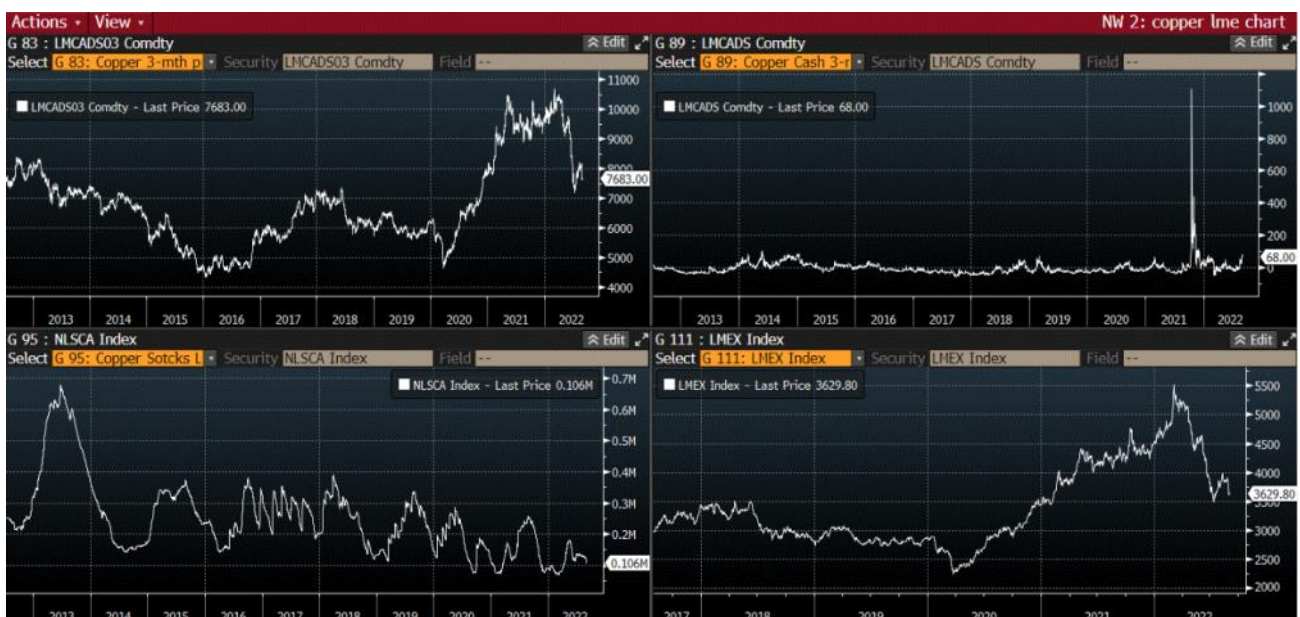 Actions View NW 2: copper lme chart
G 83 : LMCADS03 Comdty Edit
Select G 83: Copper 3-mth p Security LMCADS03 Comdty Field --
LMCADS03 Comdty - Last Price 7683.00
11000
10000
9000
8000
7683.00
7000
6000
5000
4000
2013 2014 2015 2016 2017 2018 2019 2020 2021 2022
G 89 : LMCADS Comdty Edit
Select G 89: Copper Cash 3-r Security LMCADS Comdty Field --
LMCADS Comdty - Last Price 68.00
1000
800
600
400
200
68.00
0
2013 2014 2015 2016 2017 2018 2019 2020 2021 2022
G 95 : NLSCA Index Edit
Select G 95: Copper Sotcks L Security NLSCA Index Field --
NLSCA Index - Last Price 0.106M
0.7M
0.6M
0.5M
0.4M
0.3M
0.2M
0.106M
2013 2014 2015 2016 2017 2018 2019 2020 2021 2022
G 111 : LMEX Index Edit
Select G 111: LMEX Index Security LMEX Index Field --
LMEX Index - Last Price 3629.80
5500
5000
4500
4000
3629.80
3500
3000
2500
2000
2017 2018 2019 2020 2021 2022